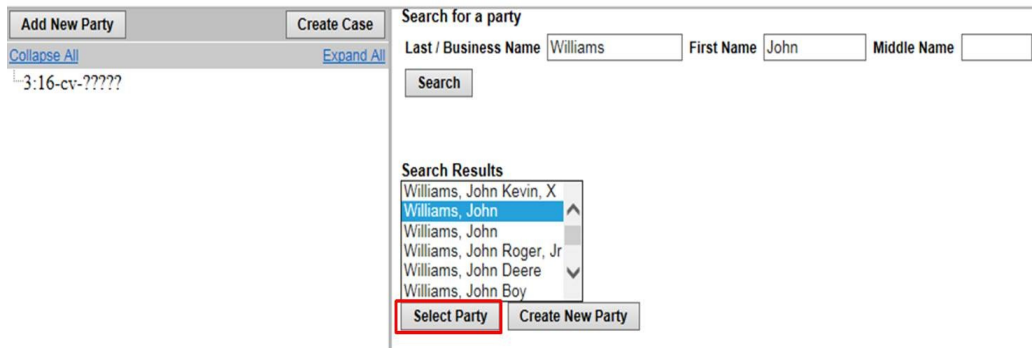 Add New Party Create Case
Collapse All Expand All
3:16-cv-?????
Search for a party
Last / Business Name Williams First Name John Middle Name
Search
Search Results
Williams, John Kevin, X
Williams, John
Williams, John
Williams, John Roger, Jr
Williams, John Deere
Williams, John Boy
Select Party Create New Party